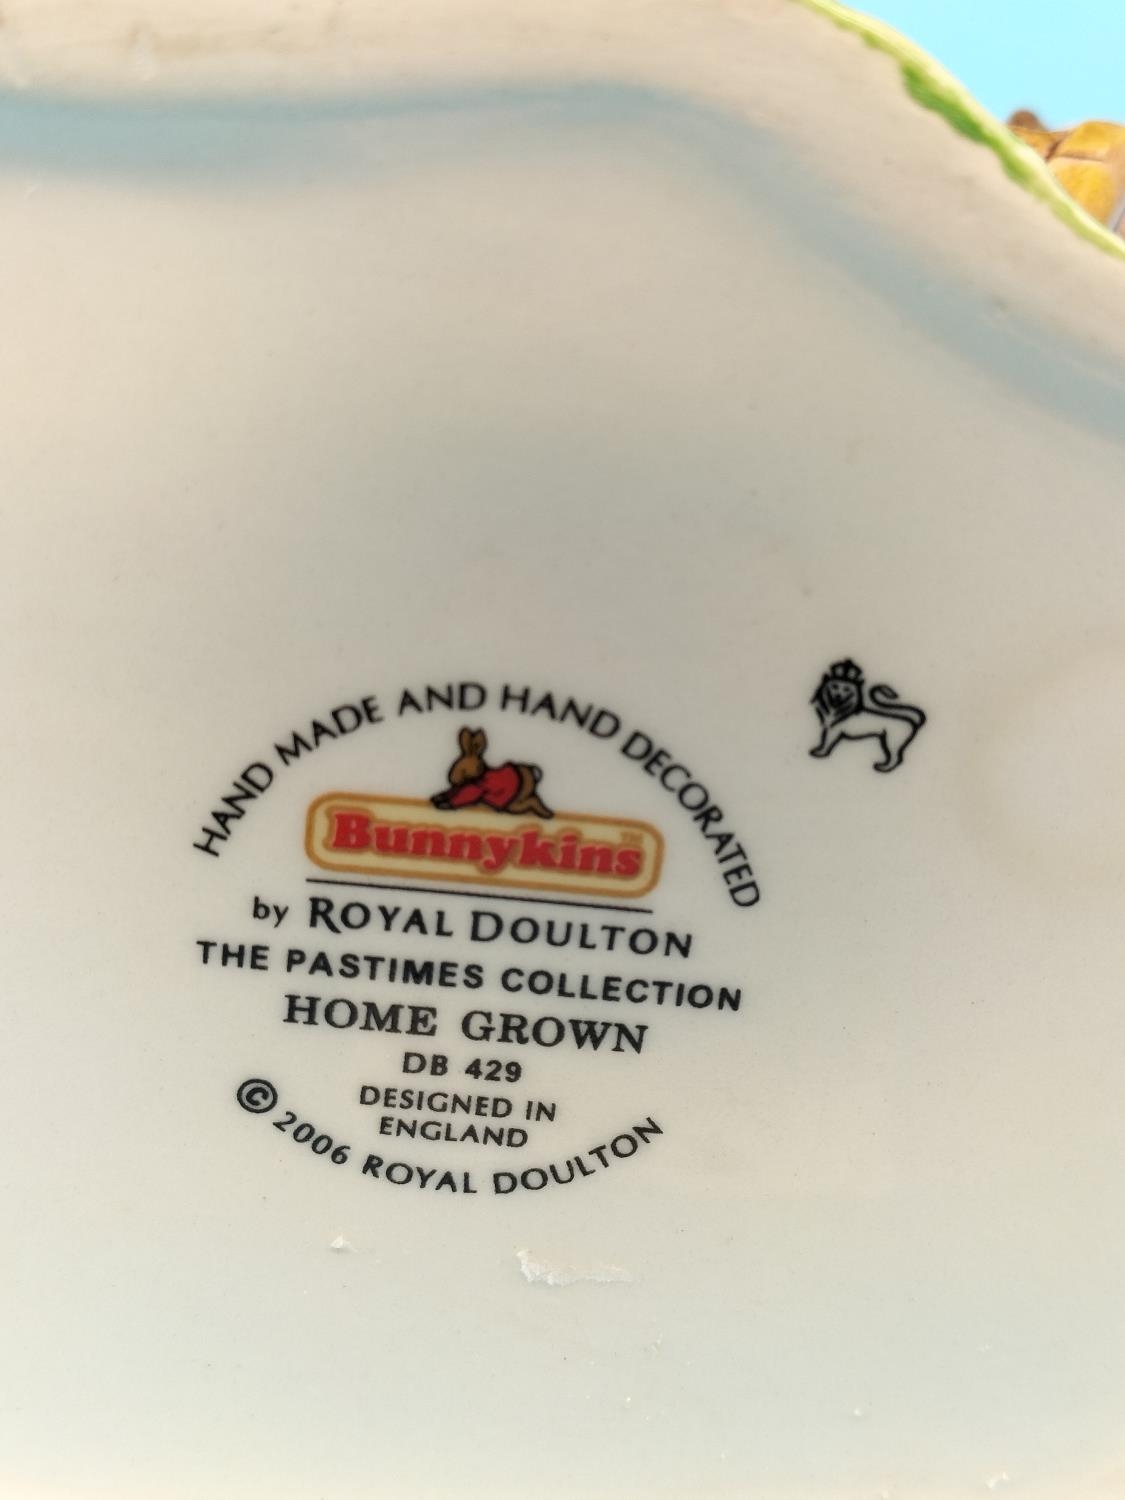 HAND MADE AND HAND DECORATED
Bunnykins™
by ROYAL DOULTON
THE PASTIMES COLLECTION
HOME GROWN
DB 429
DESIGNED IN
ENGLAND
© 2006 ROYAL DOULTON